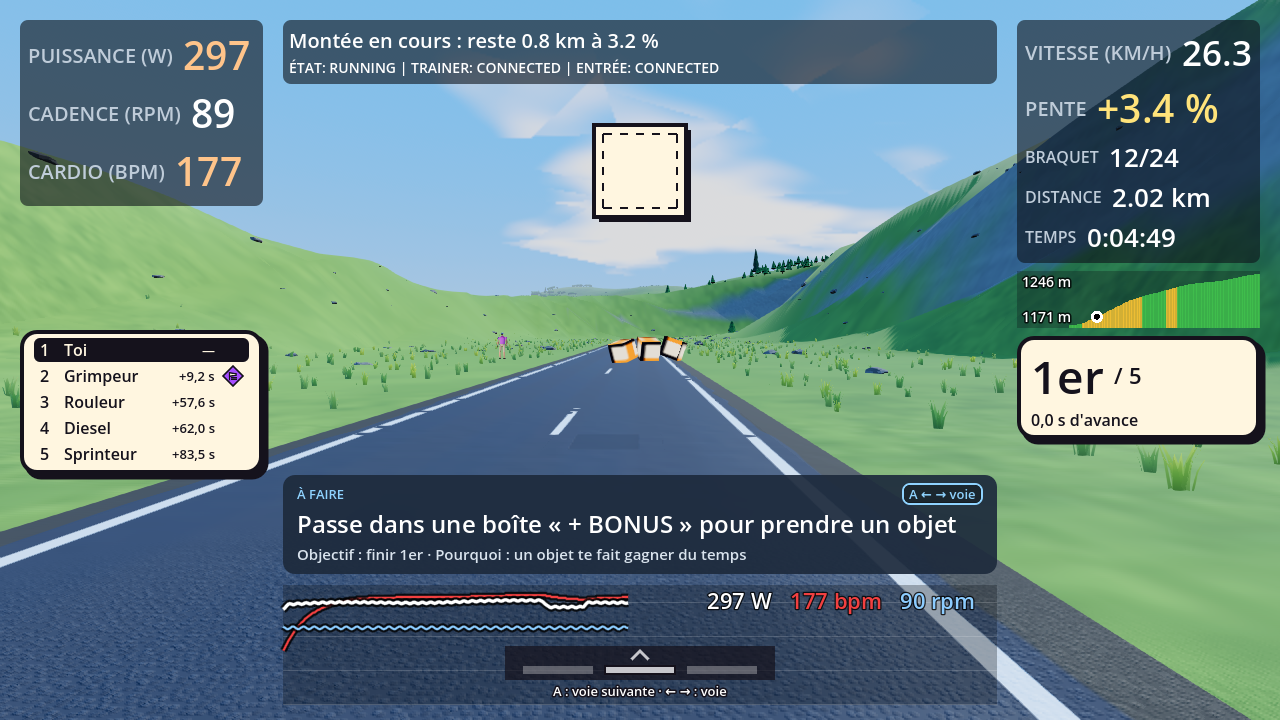 PUISSANCE (W) 297
CADENCE (RPM) 89
CARDIO (BPM) 177
Montée en cours : reste 0.8 km à 3.2 %
ÉTAT: RUNNING | TRAINER: CONNECTED | ENTRÉE: CONNECTED
VITESSE (KM/H) 26.3
PENTE +3.4 %
BRAQUET 12/24
DISTANCE 2.02 km
TEMPS 0:04:49
1246 m
1171 m
1 Toi —
2 Grimpeur +9,2 s
3 Rouleur +57,6 s
4 Diesel +62,0 s
5 Sprinteur +83,5 s
1er / 5
0,0 s d'avance
À FAIRE
A ← → voie
Passe dans une boîte « + BONUS » pour prendre un objet
Objectif : finir 1er · Pourquoi : un objet te fait gagner du temps
297 W 177 bpm 90 rpm
A : voie suivante · ← → : voie